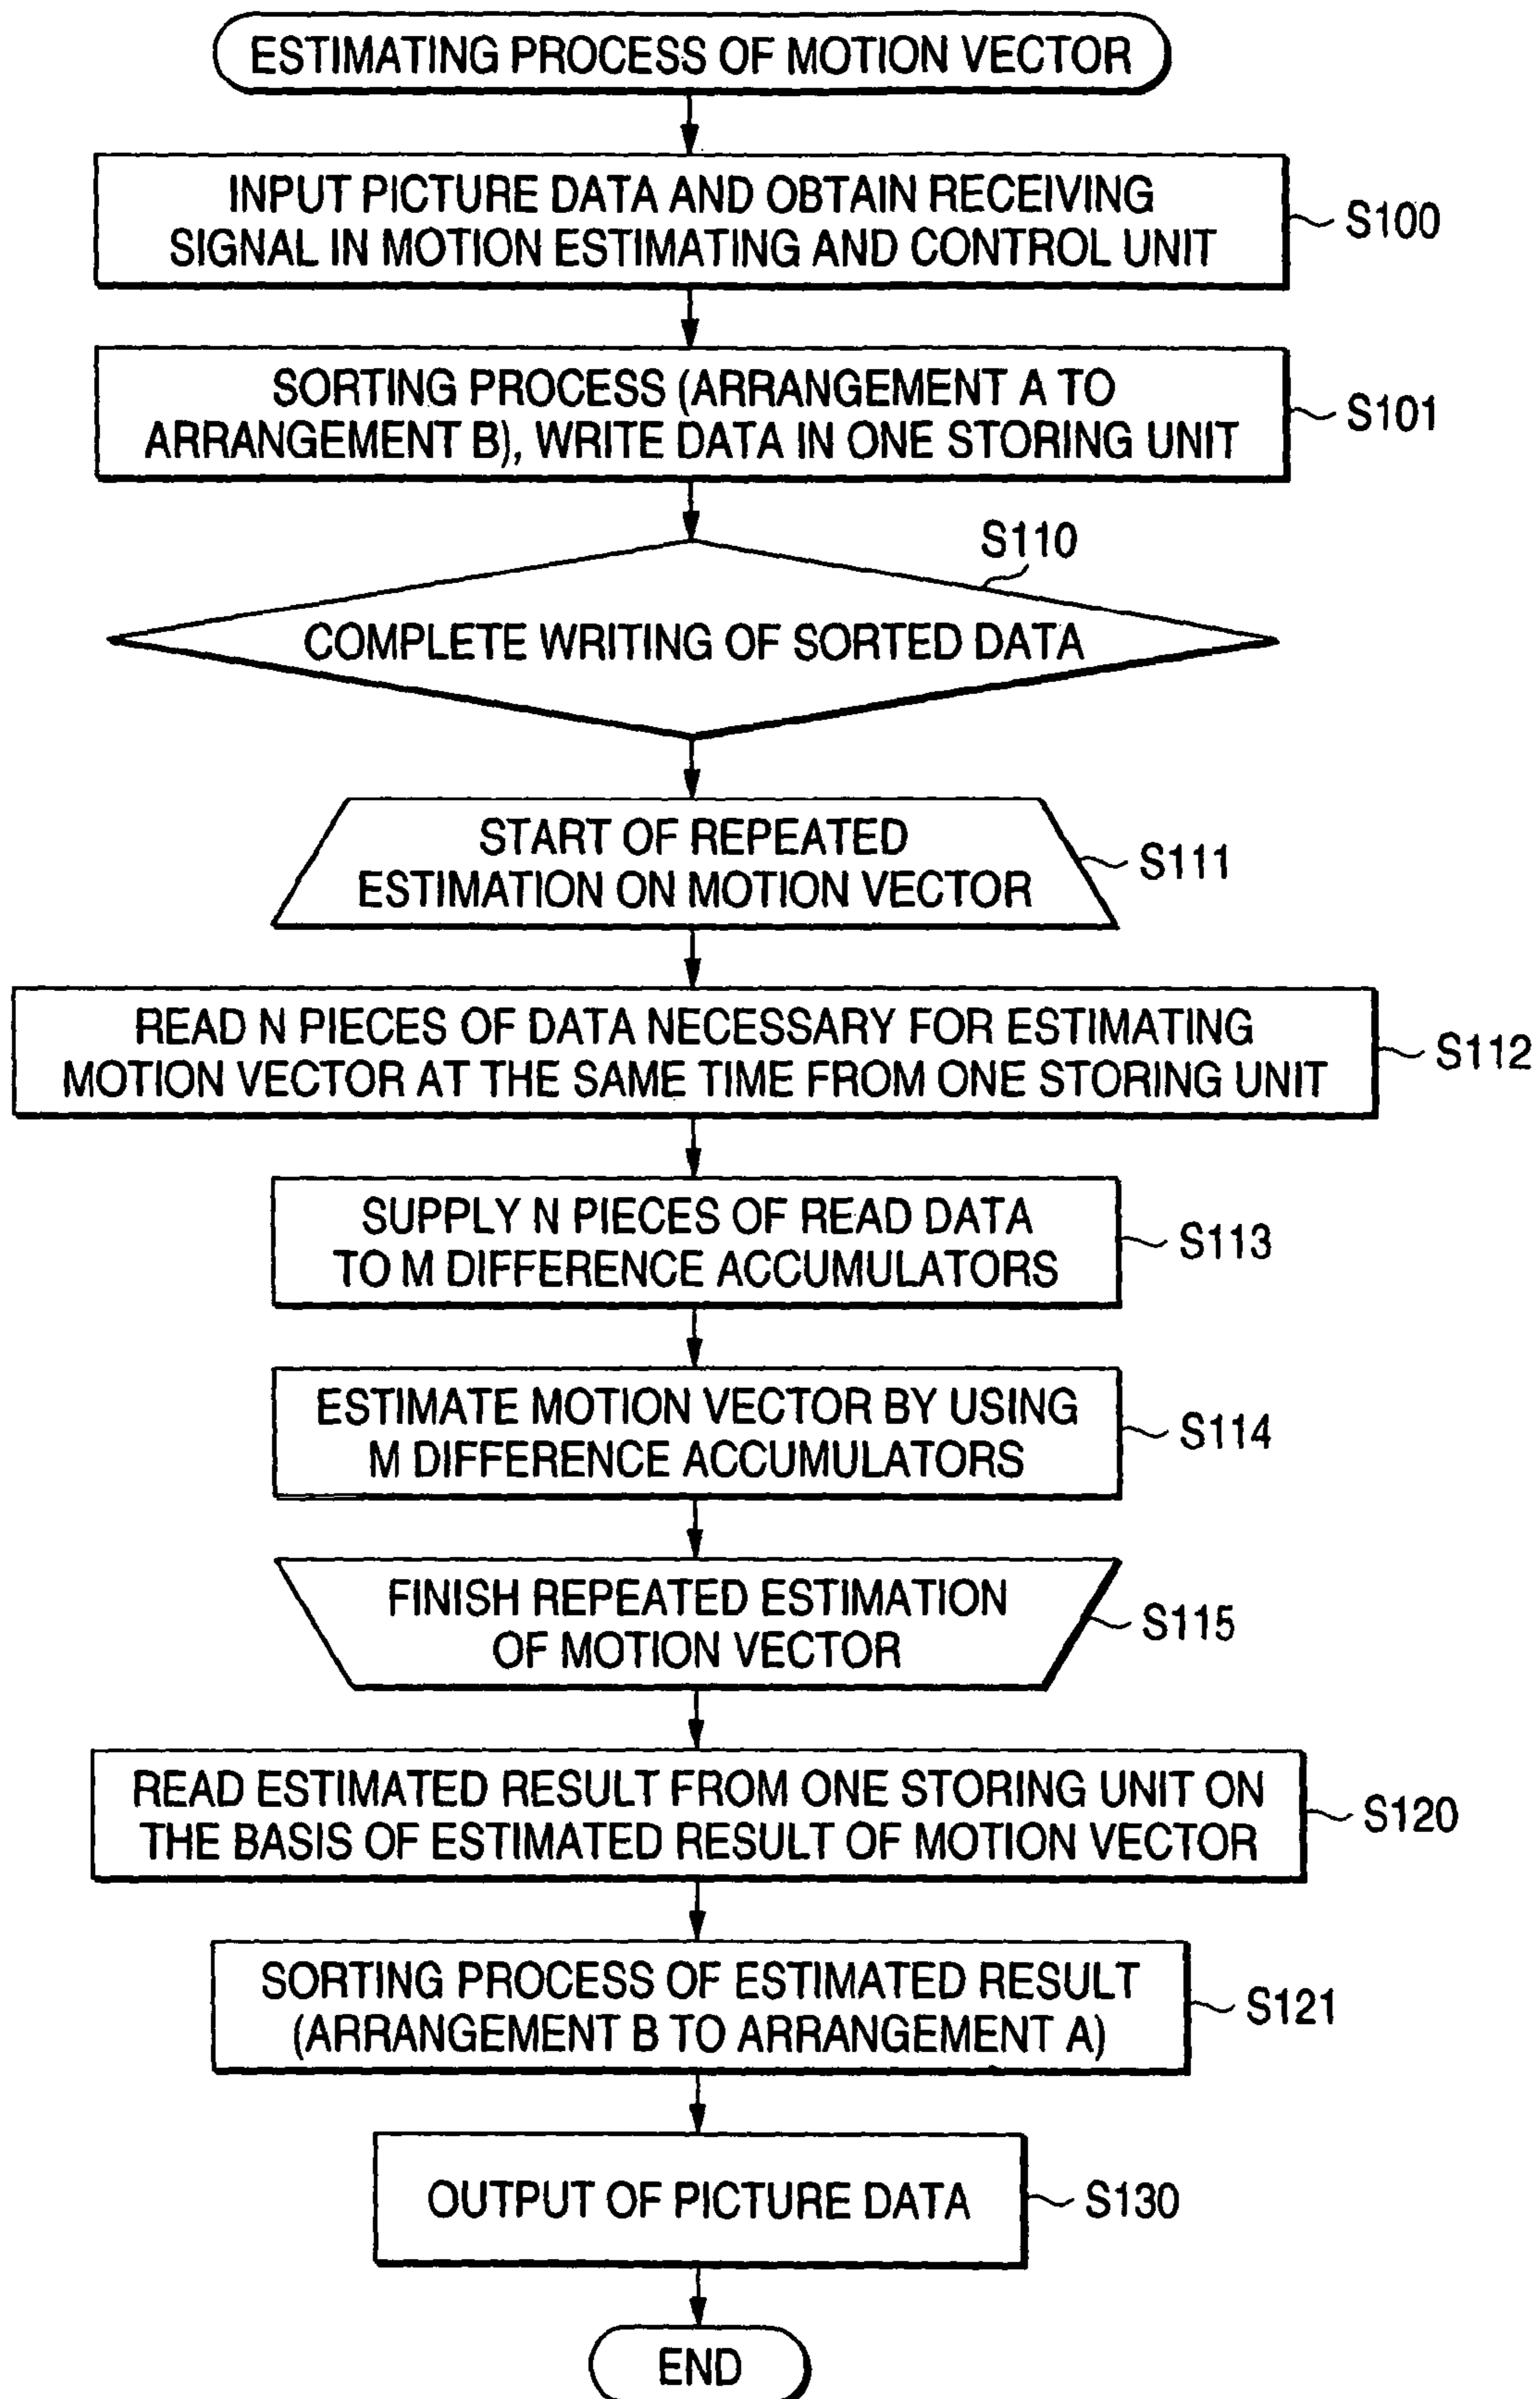 ESTIMATING PROCESS OF MOTION VECTOR
INPUT PICTURE DATA AND OBTAIN RECEIVING
SIGNAL IN MOTION ESTIMATING AND CONTROL UNIT
S100
SORTING PROCESS (ARRANGEMENT A TO
ARRANGEMENT B), WRITE DATA IN ONE STORING UNIT
S101
S110
COMPLETE WRITING OF SORTED DATA
START OF REPEATED
ESTIMATION ON MOTION VECTOR
S111
READ N PIECES OF DATA NECESSARY FOR ESTIMATING
MOTION VECTOR AT THE SAME TIME FROM ONE STORING UNIT
S112
SUPPLY N PIECES OF READ DATA
TO M DIFFERENCE ACCUMULATORS
S113
ESTIMATE MOTION VECTOR BY USING
M DIFFERENCE ACCUMULATORS
S114
FINISH REPEATED ESTIMATION
OF MOTION VECTOR
S115
READ ESTIMATED RESULT FROM ONE STORING UNIT ON
THE BASIS OF ESTIMATED RESULT OF MOTION VECTOR
S120
SORTING PROCESS OF ESTIMATED RESULT
(ARRANGEMENT B TO ARRANGEMENT A)
S121
OUTPUT OF PICTURE DATA
S130
END